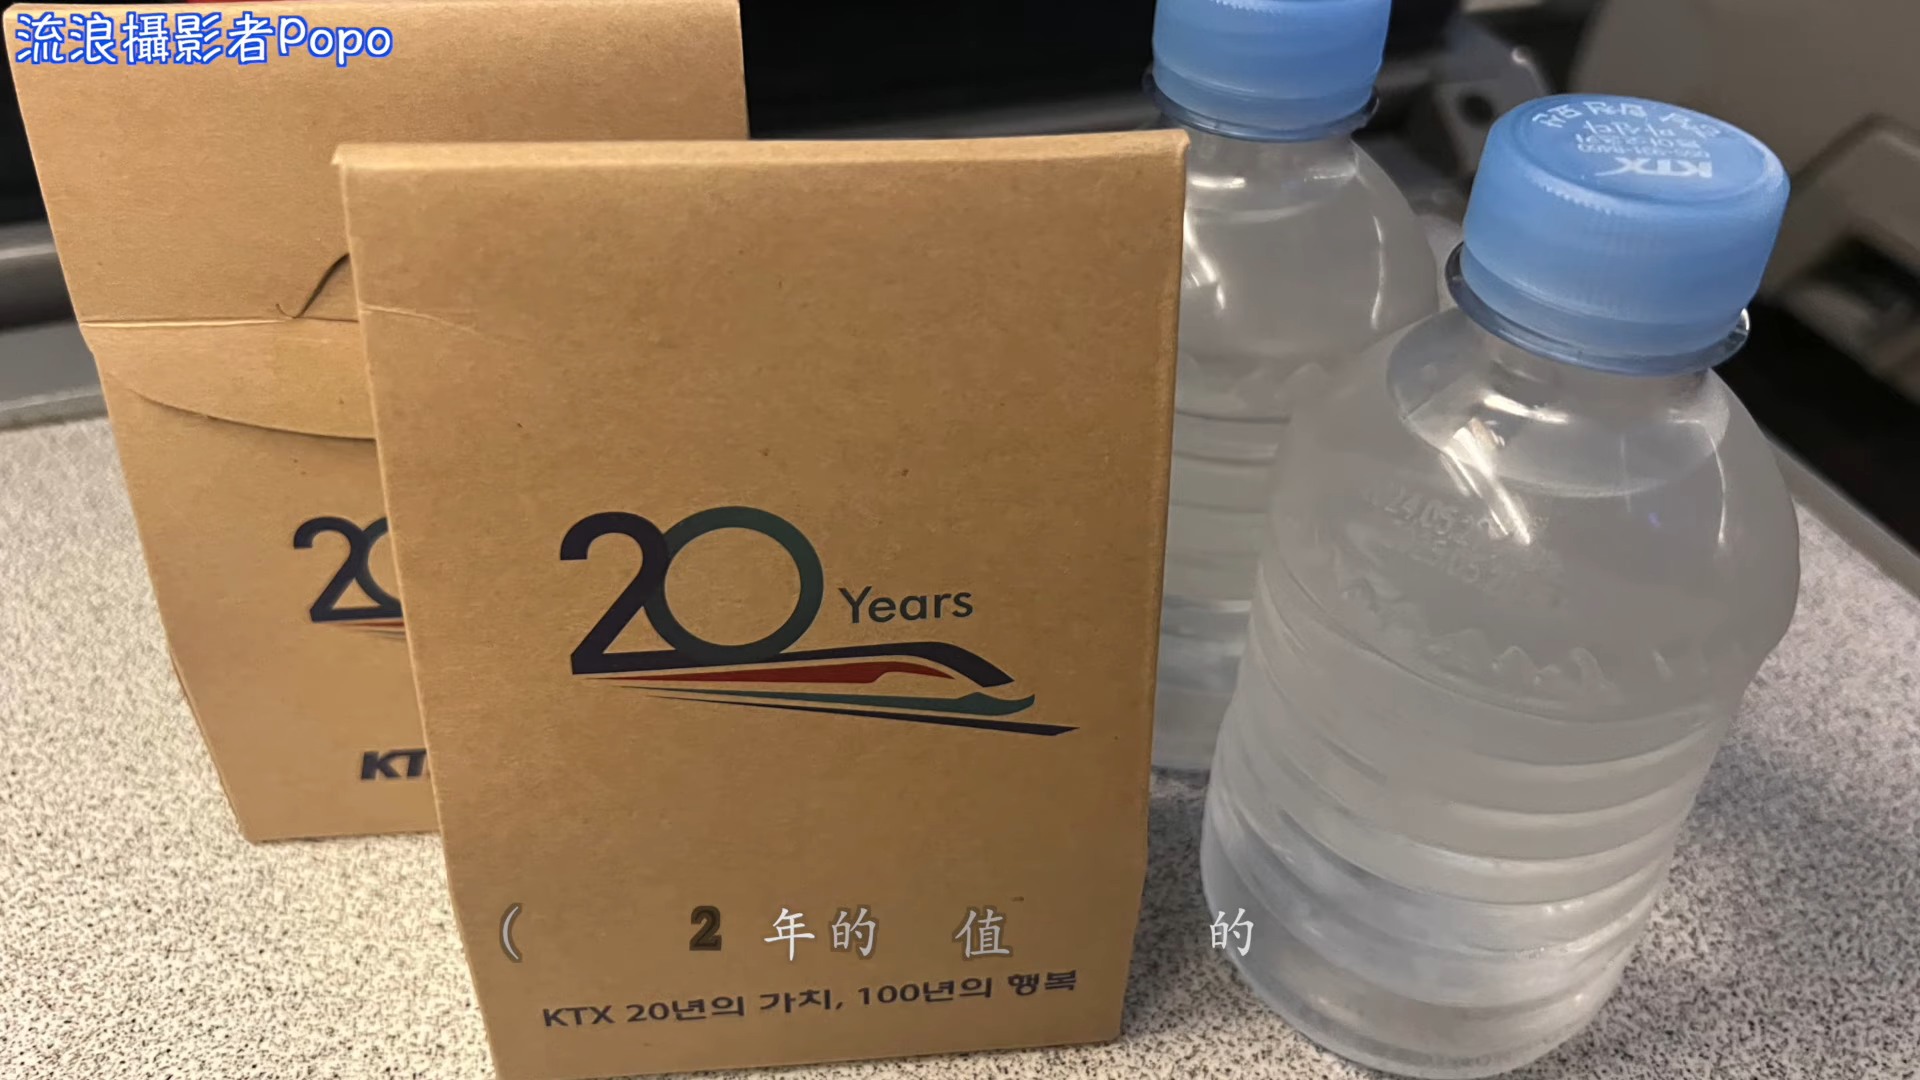 流浪攝影者Popo
KTX
20
20 Years
( 2 年的 值 的
KTX 20년의 가치, 100년의 행복